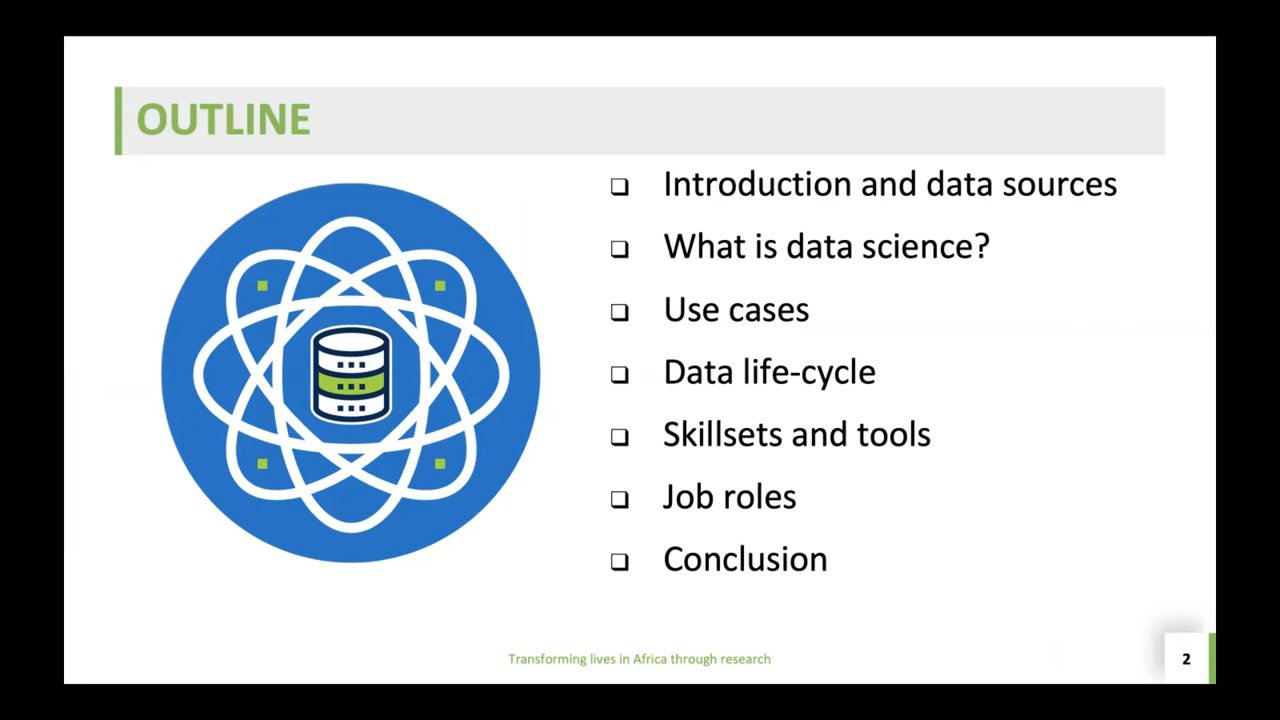 OUTLINE
❑ Introduction and data sources
❑ What is data science?
❑ Use cases
❑ Data life-cycle
❑ Skillsets and tools
❑ Job roles
❑ Conclusion
Transforming lives in Africa through research
2